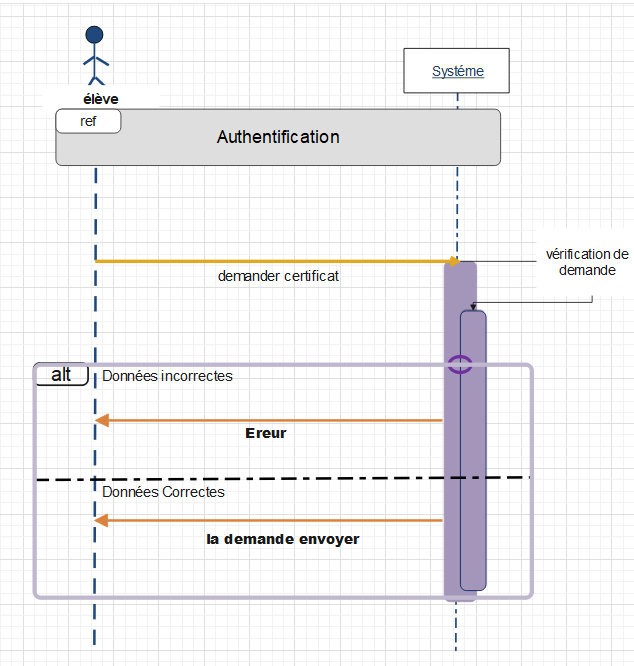 élève
Systéme
ref
Authentification
vérification de
demande
demander certificat
alt
Données incorrectes
Ereur
Données Correctes
la demande envoyer